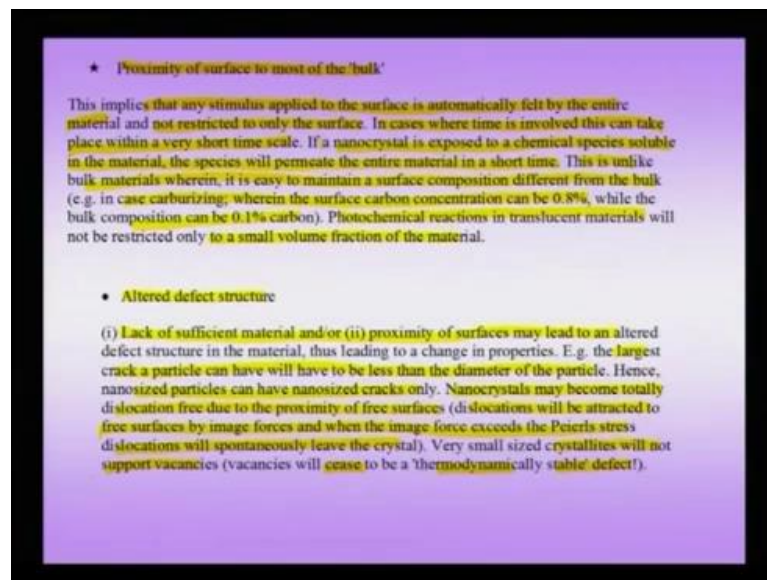 ★ Proximity of surface to most of the 'bulk'
This implies that any stimulus applied to the surface is automatically felt by the entire
material and not restricted to only the surface. In cases where time is involved this can take
place within a very short time scale. If a nanocrystal is exposed to a chemical species soluble
in the material, the species will permeate the entire material in a short time. This is unlike
bulk materials wherein, it is easy to maintain a surface composition different from the bulk
(e.g. in case carburizing; wherein the surface carbon concentration can be 0.8%, while the
bulk composition can be 0.1% carbon). Photochemical reactions in translucent materials will
not be restricted only to a small volume fraction of the material.
• Altered defect structure
(i) Lack of sufficient material and/or (ii) proximity of surfaces may lead to an altered
defect structure in the material, thus leading to a change in properties. E.g. the largest
crack a particle can have will have to be less than the diameter of the particle. Hence,
nanosized particles can have nanosized cracks only. Nanocrystals may become totally
dislocation free due to the proximity of free surfaces (dislocations will be attracted to
free surfaces by image forces and when the image force exceeds the Peierls stress
dislocations will spontaneously leave the crystal). Very small sized crystallites will not
support vacancies (vacancies will cease to be a 'thermodynamically stable' defect!).